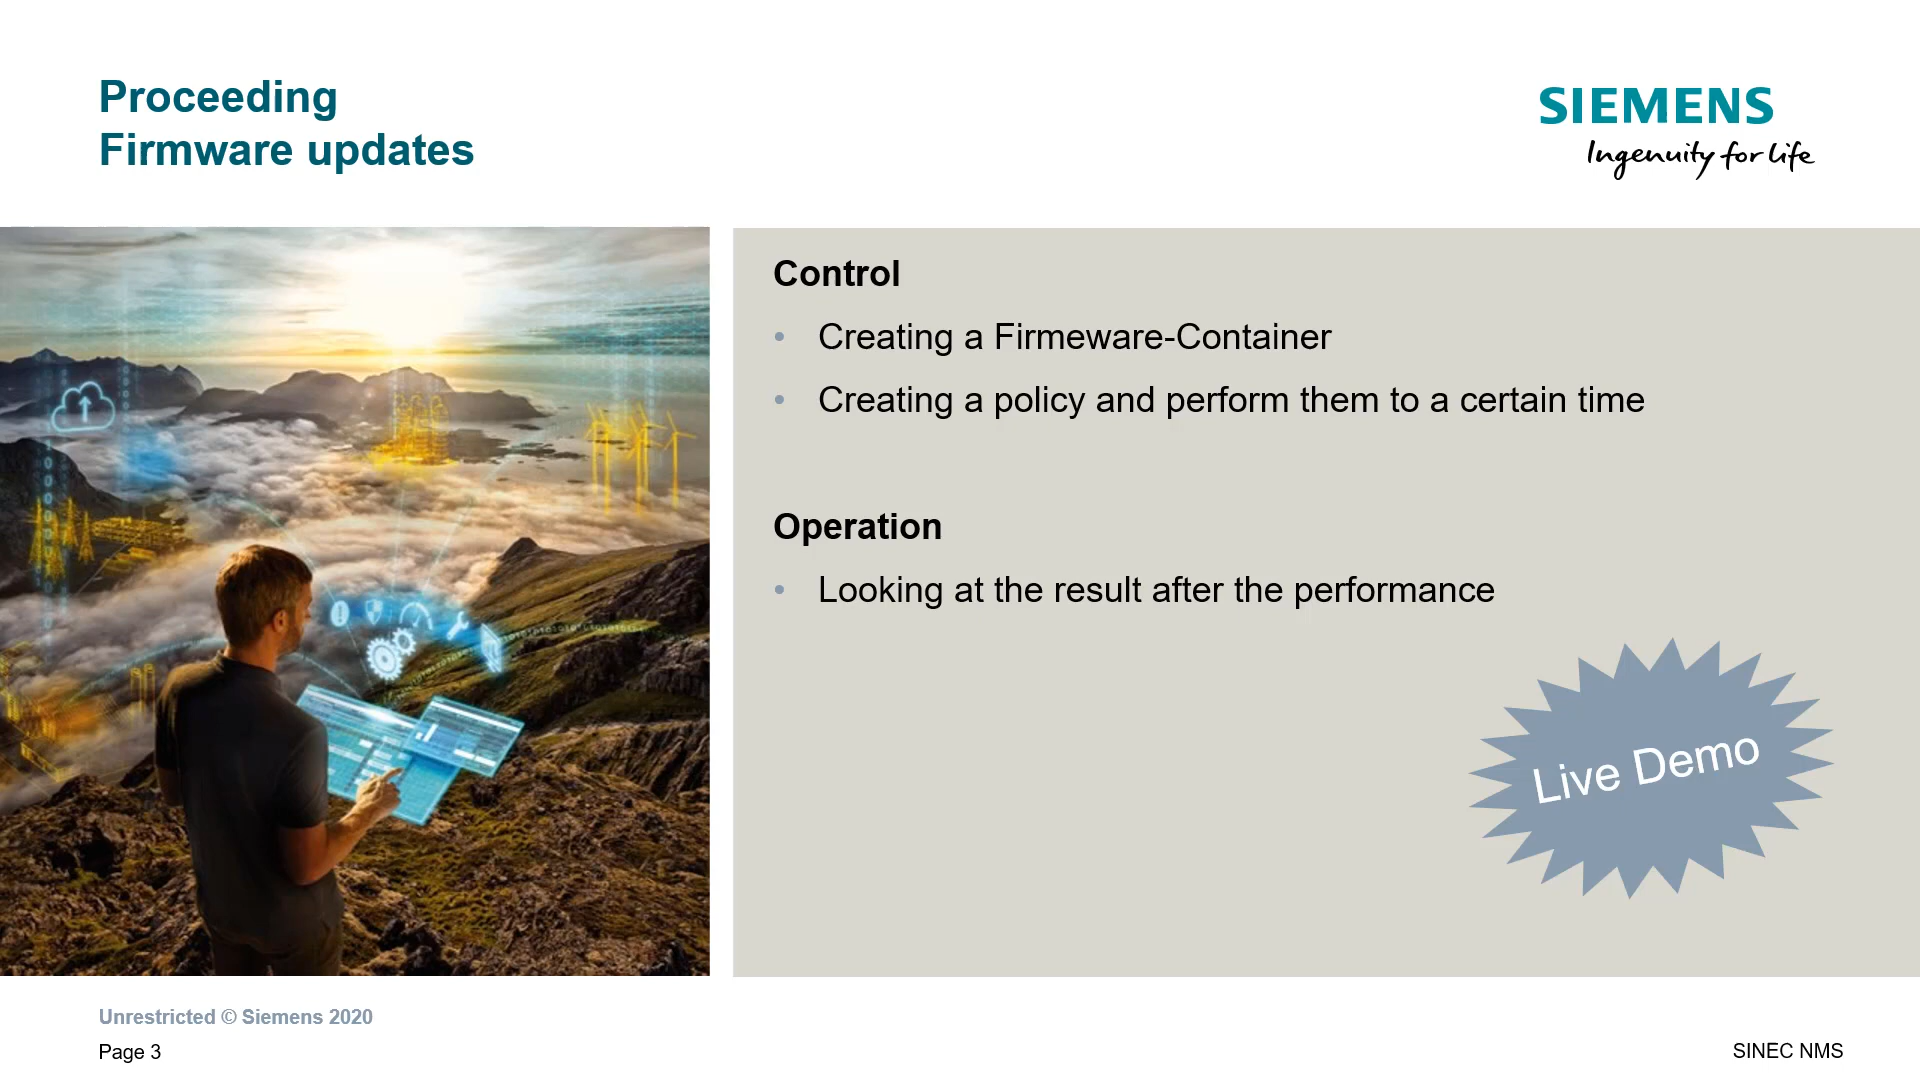 Proceeding
Firmware updates
SIEMENS
Ingenuity for life
Control
• Creating a Firmeware-Container
• Creating a policy and perform them to a certain time
Operation
• Looking at the result after the performance
Live Demo
Unrestricted © Siemens 2020
Page 3
SINEC NMS